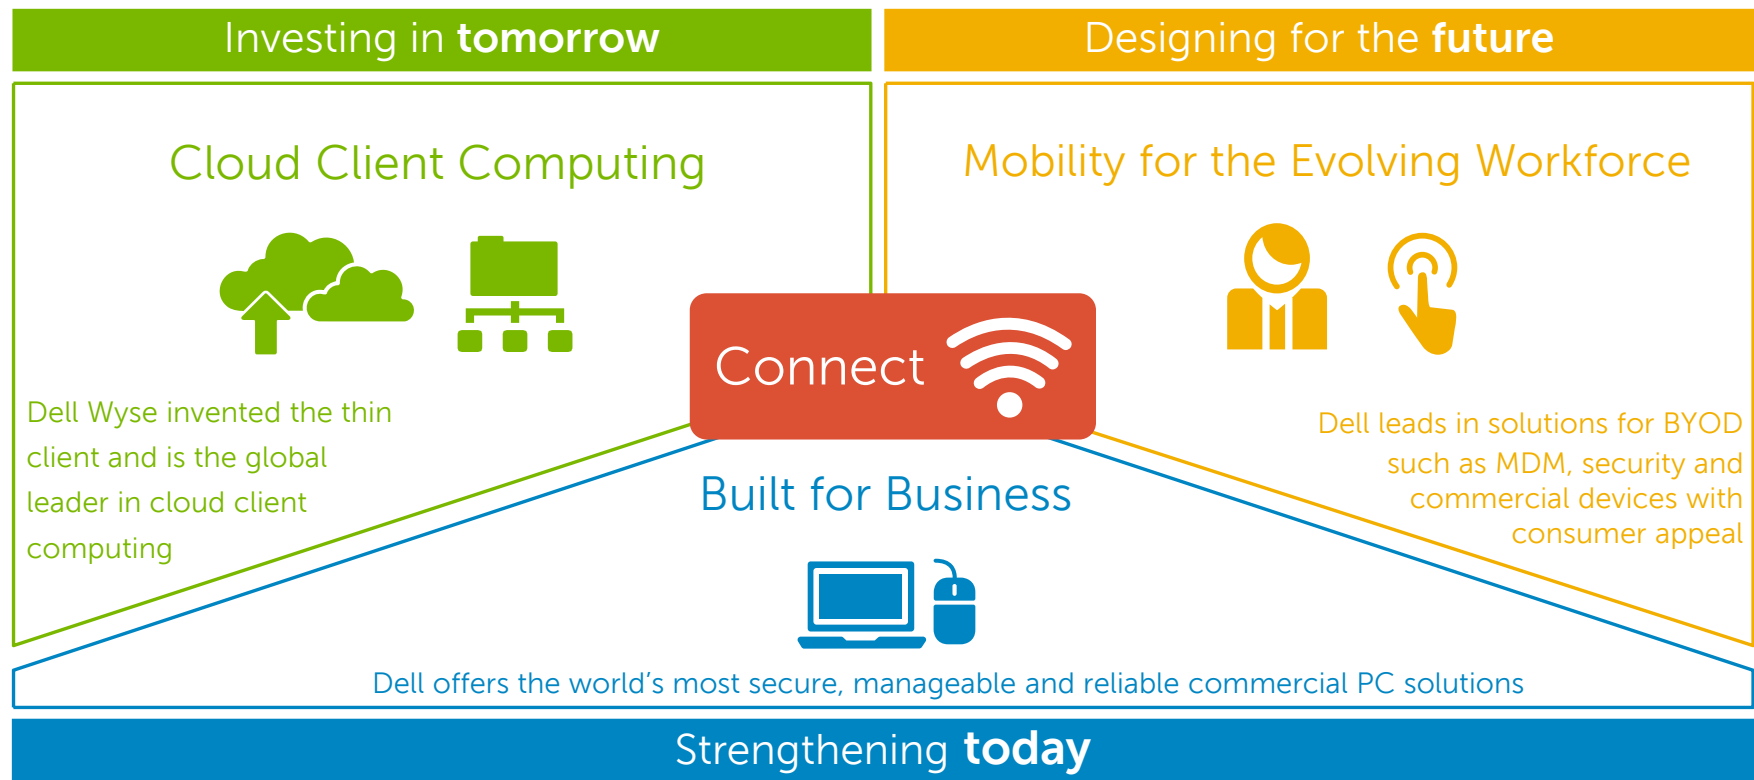 Investing in tomorrow
Designing for the future
Cloud Client Computing
Mobility for the Evolving Workforce
Connect
Dell Wyse invented the thin
client and is the global
leader in cloud client
computing
Dell leads in solutions for BYOD
such as MDM, security and
commercial devices with
consumer appeal
Built for Business
Dell offers the world’s most secure, manageable and reliable commercial PC solutions
Strengthening today